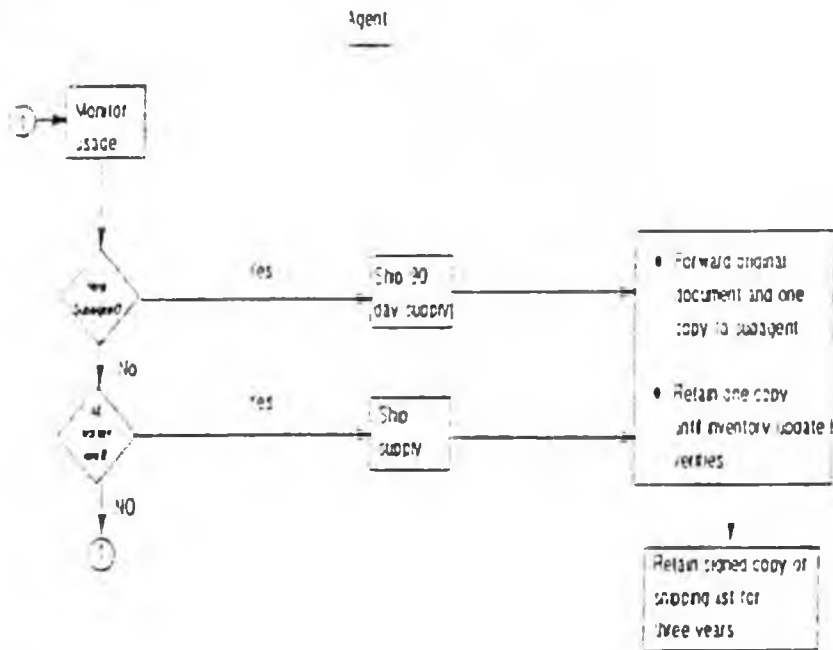 Agent
Monitor
usage
Yes
Ship 90
day supply
No
Yes
Ship
supply
NO
• Forward original
document and one
copy to subagent
• Retain one copy
until inventory update
verifies
Retain signed copy of
shipping list for
three years